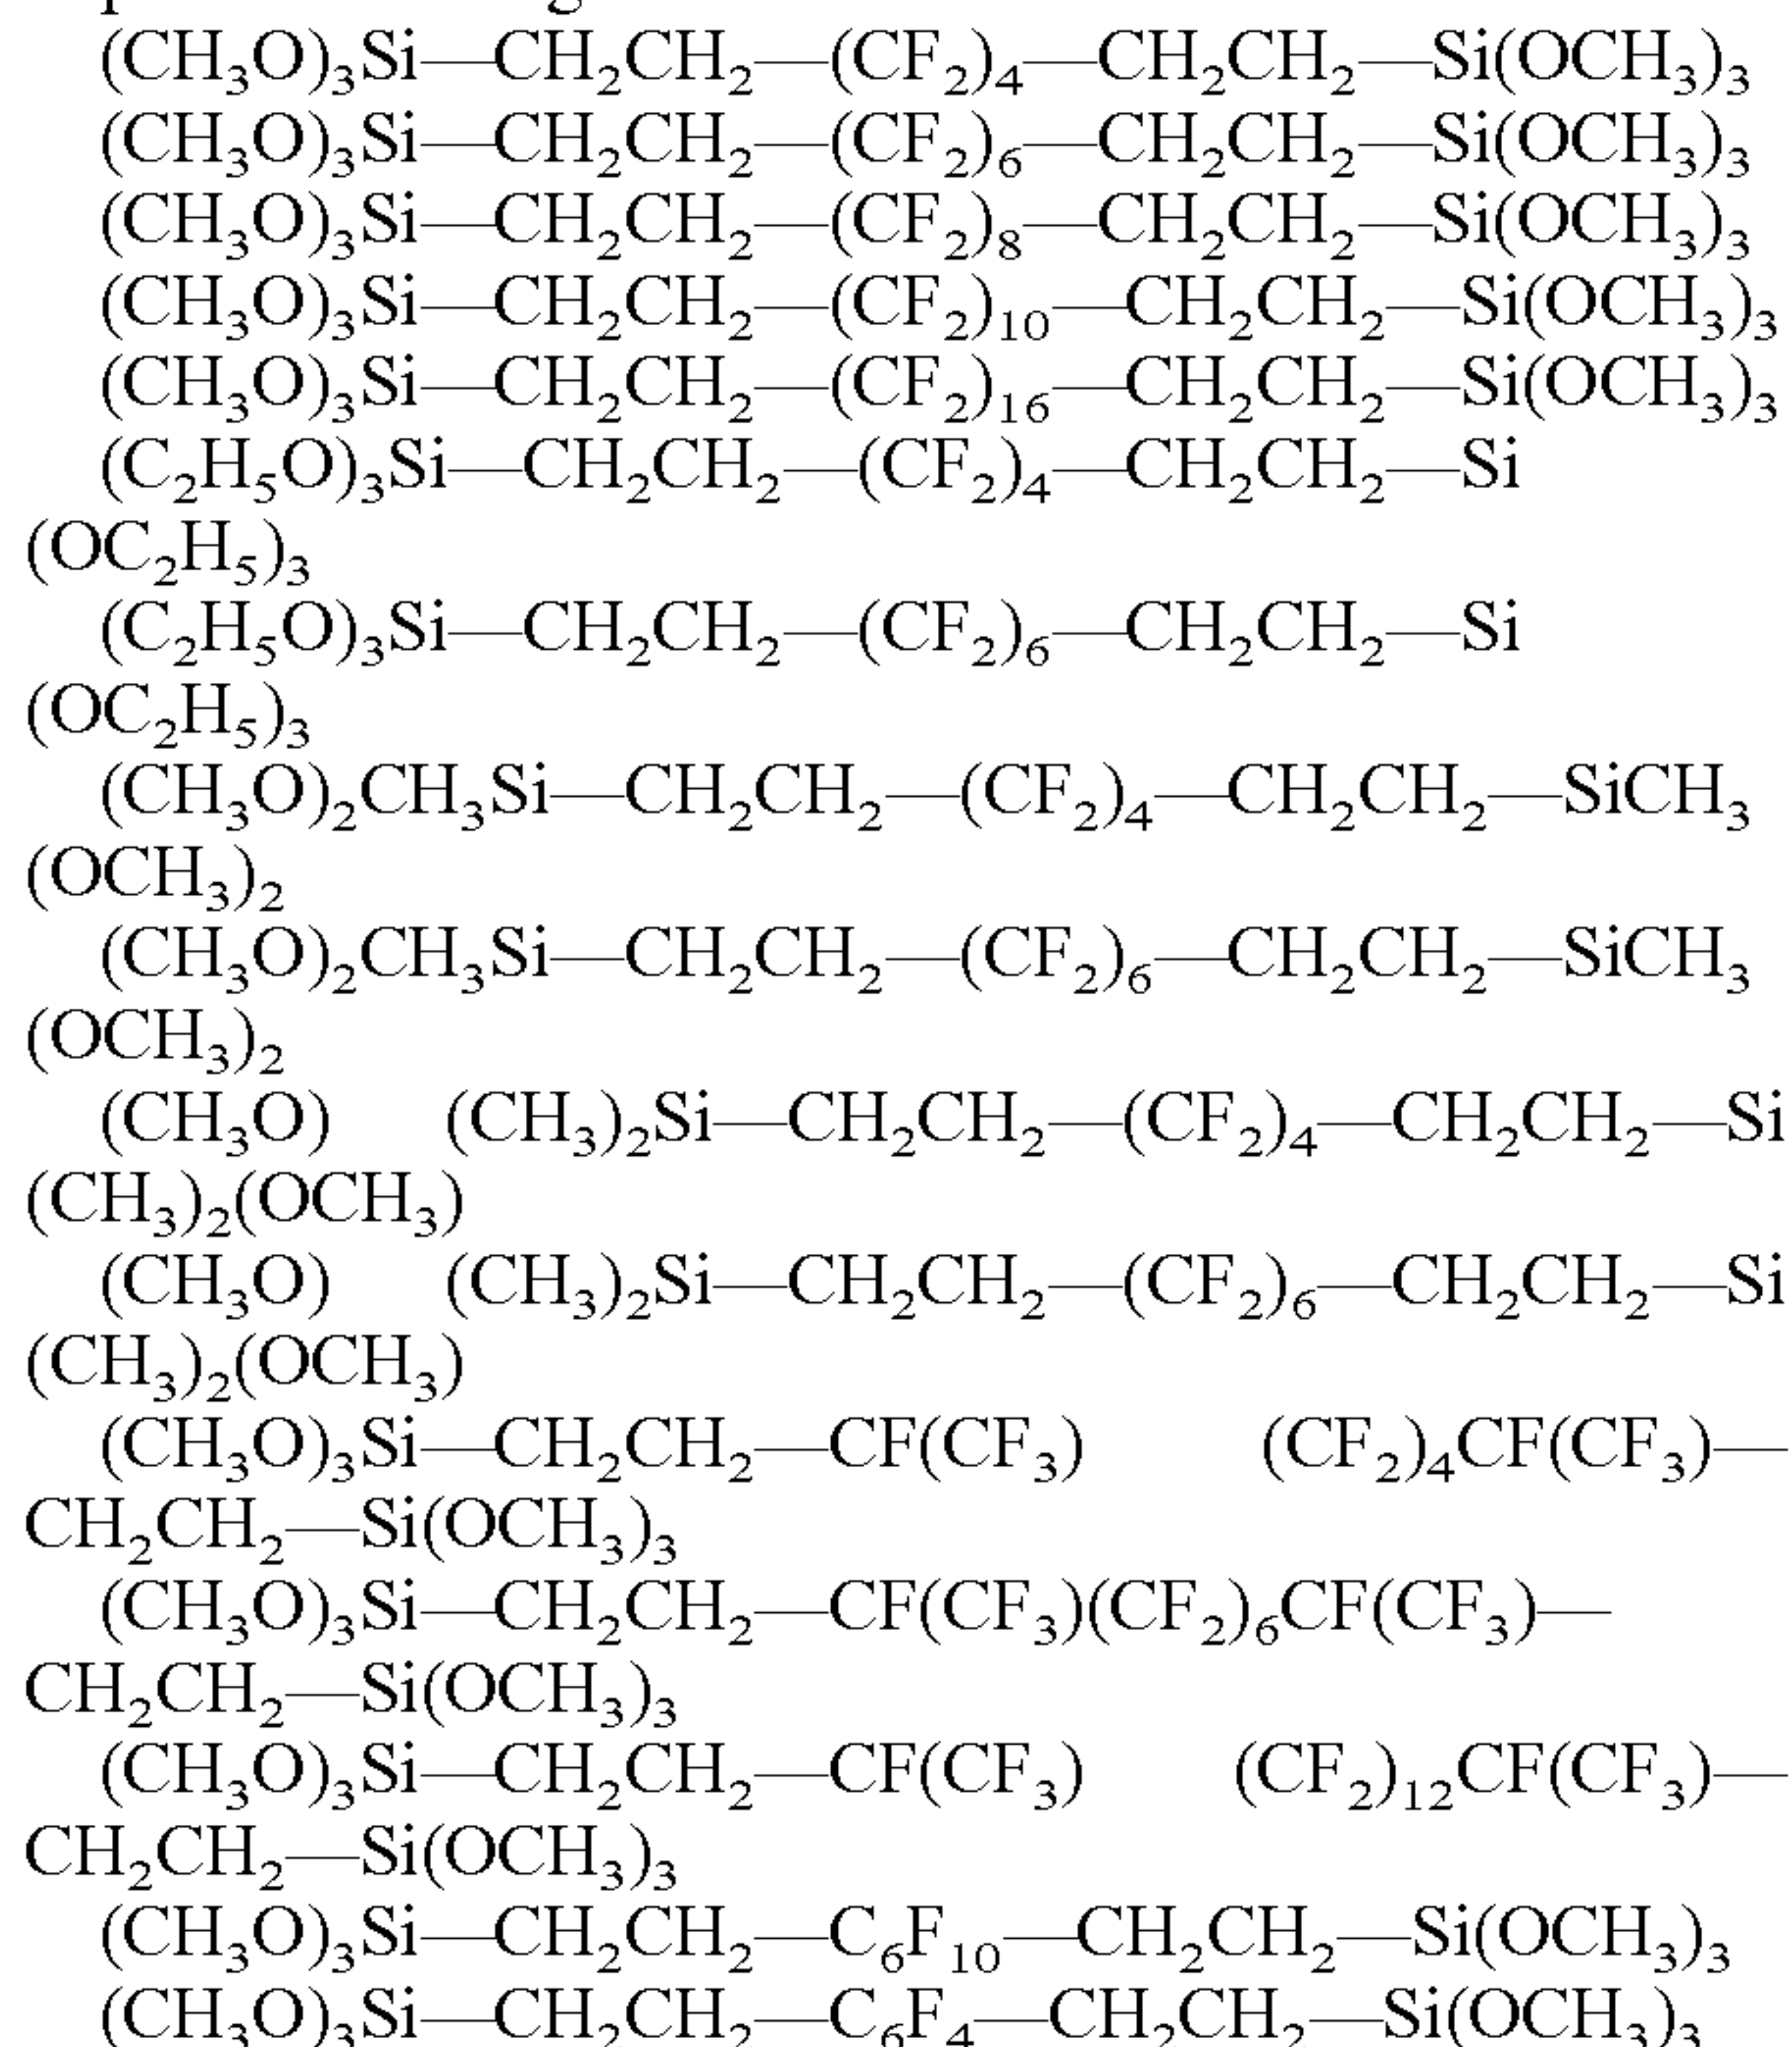 (CH₃O)₃Si—CH₂CH₂—(CF₂)₄—CH₂CH₂—Si(OCH₃)₃
(CH₃O)₃Si—CH₂CH₂—(CF₂)₆—CH₂CH₂—Si(OCH₃)₃
(CH₃O)₃Si—CH₂CH₂—(CF₂)₈—CH₂CH₂—Si(OCH₃)₃
(CH₃O)₃Si—CH₂CH₂—(CF₂)₁₀—CH₂CH₂—Si(OCH₃)₃
(CH₃O)₃Si—CH₂CH₂—(CF₂)₁₆—CH₂CH₂—Si(OCH₃)₃
(C₂H₅O)₃Si—CH₂CH₂—(CF₂)₄—CH₂CH₂—Si
(OC₂H₅)₃
(C₂H₅O)₃Si—CH₂CH₂—(CF₂)₆—CH₂CH₂—Si
(OC₂H₅)₃
(CH₃O)₂CH₃Si—CH₂CH₂—(CF₂)₄—CH₂CH₂—SiCH₃
(OCH₃)₂
(CH₃O)₂CH₃Si—CH₂CH₂—(CF₂)₆—CH₂CH₂—SiCH₃
(OCH₃)₂
(CH₃O) (CH₃)₂Si—CH₂CH₂—(CF₂)₄—CH₂CH₂—Si
(CH₃)₂(OCH₃)
(CH₃O) (CH₃)₂Si—CH₂CH₂—(CF₂)₆—CH₂CH₂—Si
(CH₃)₂(OCH₃)
(CH₃O)₃Si—CH₂CH₂—CF(CF₃) (CF₂)₄CF(CF₃)—
CH₂CH₂—Si(OCH₃)₃
(CH₃O)₃Si—CH₂CH₂—CF(CF₃)(CF₂)₆CF(CF₃)—
CH₂CH₂—Si(OCH₃)₃
(CH₃O)₃Si—CH₂CH₂—CF(CF₃) (CF₂)₁₂CF(CF₃)—
CH₂CH₂—Si(OCH₃)₃
(CH₃O)₃Si—CH₂CH₂—C₆F₁₀—CH₂CH₂—Si(OCH₃)₃
(CH₃O)₃Si—CH₂CH₂—C₆F₄—CH₂CH₂—Si(OCH₃)₃